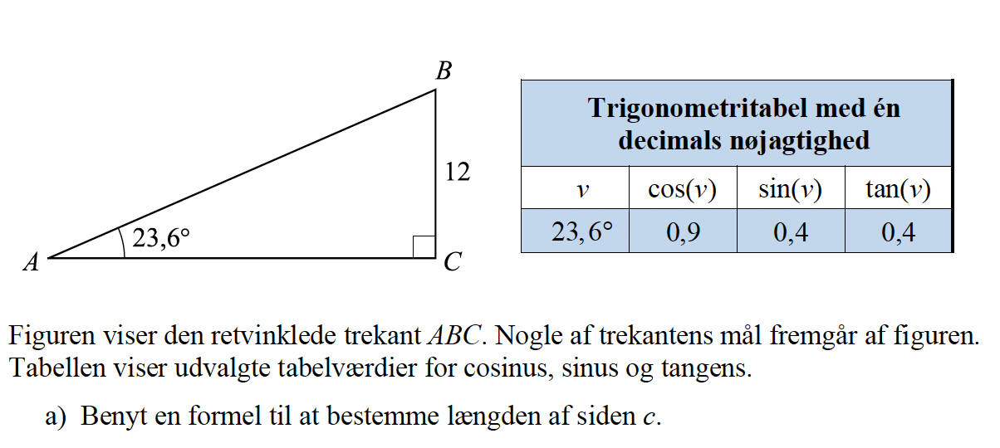 B
12
23,6°
A
C
Trigonometritabel med én
decimals nøjagtighed
v cos(v) sin(v) tan(v)
23,6° 0,9 0,4 0,4
Figuren viser den retvinklede trekant ABC. Nogle af trekantens mål fremgår af figuren.
Tabellen viser udvalgte tabelværdier for cosinus, sinus og tangens.
a) Benyt en formel til at bestemme længden af siden c.